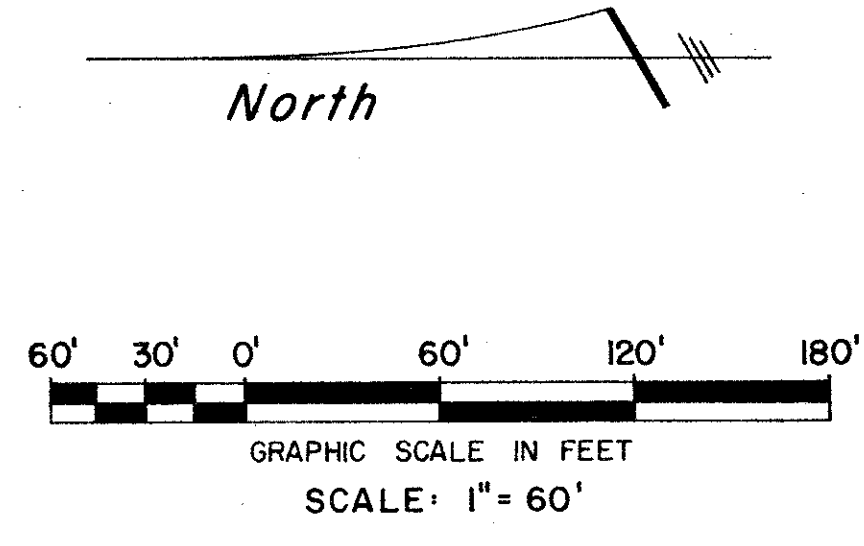 North
60' 30' 0' 60' 120' 180'
GRAPHIC SCALE IN FEET
SCALE: 1"= 60'